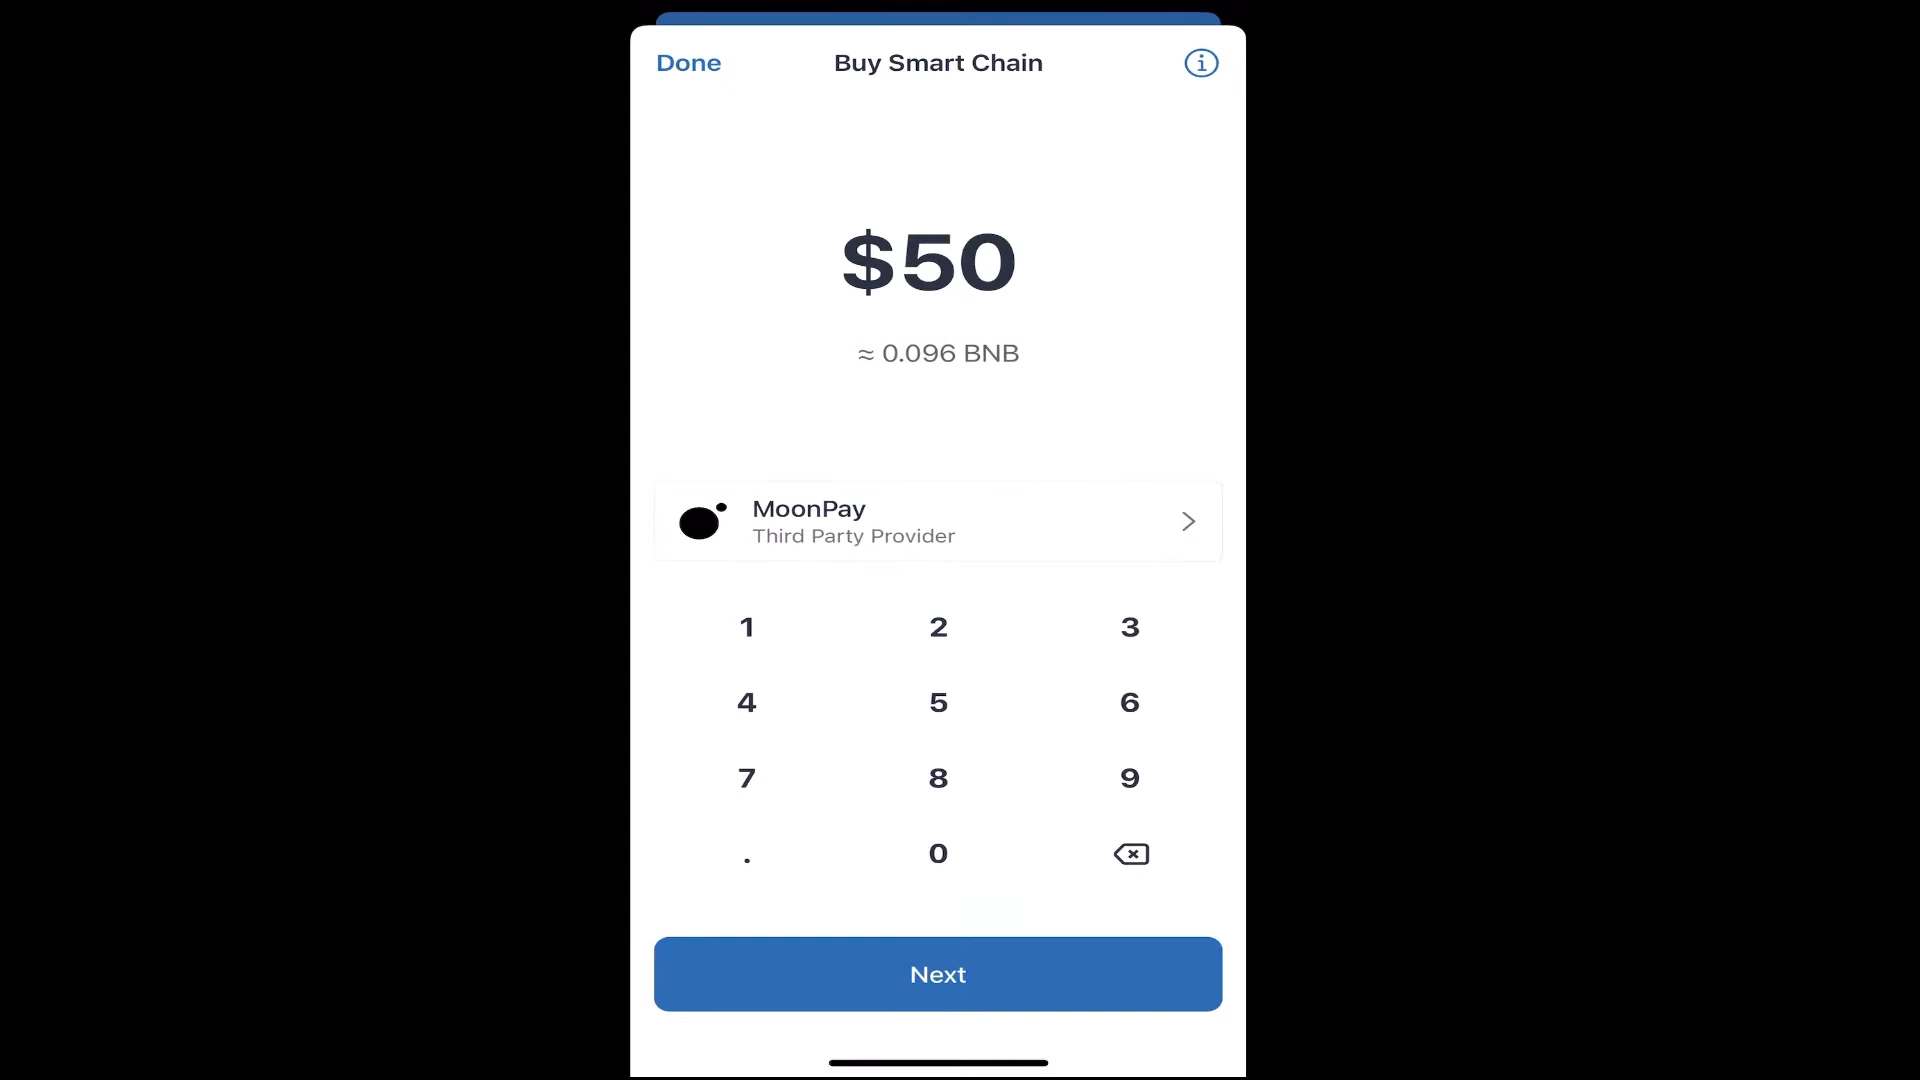 Done
Buy Smart Chain
$50
≈ 0.096 BNB
MoonPay
Third Party Provider
1 2 3
4 5 6
7 8 9
. 0
Next